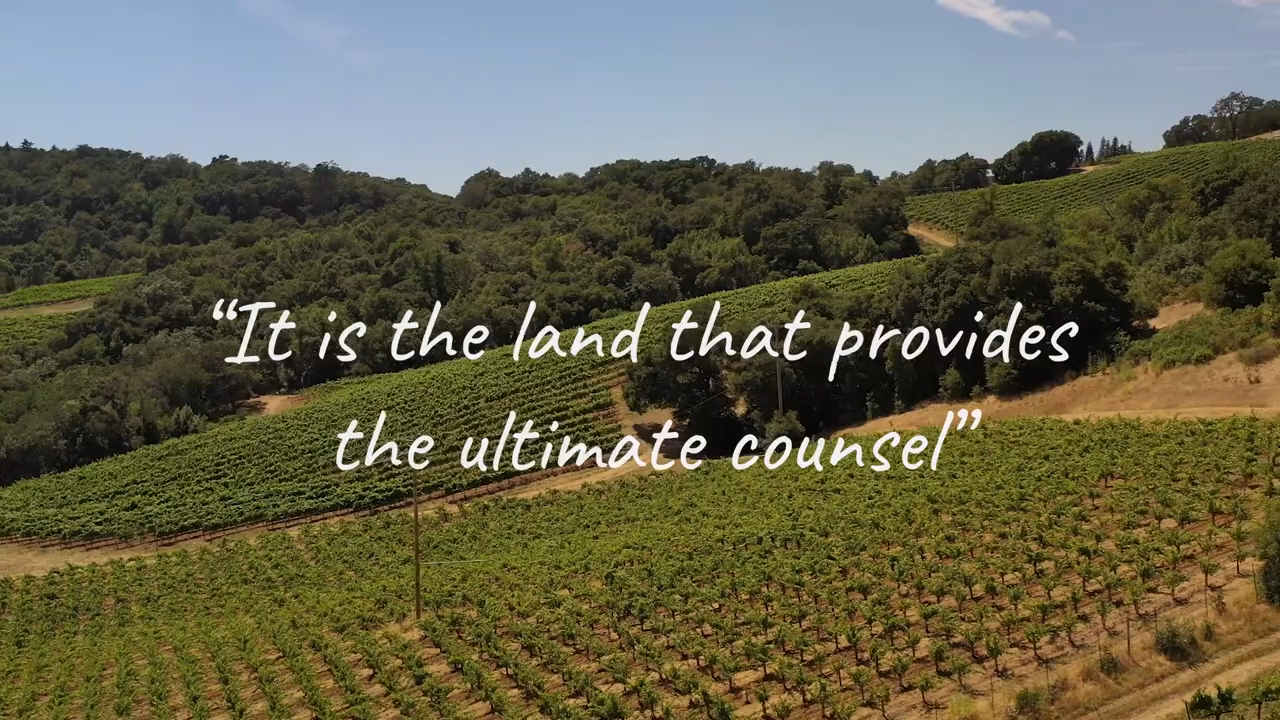 “It is the land that provides
the ultimate counsel”